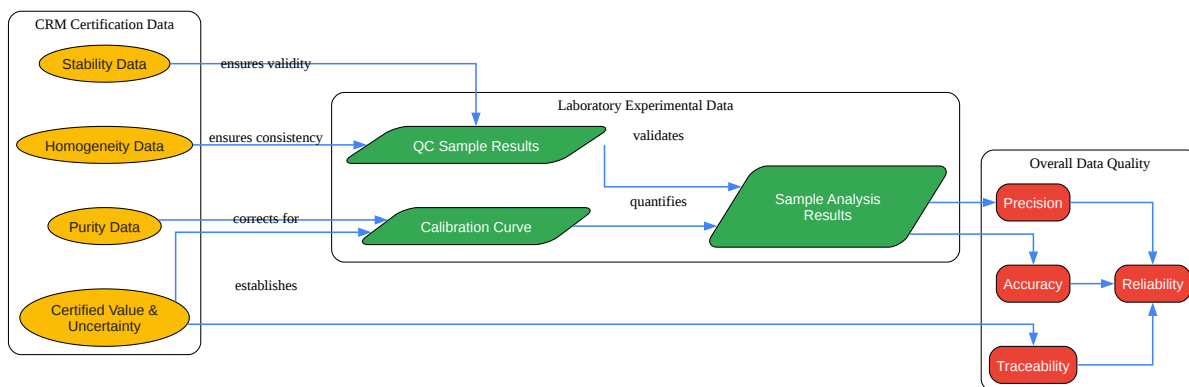 CRM Certification Data
Stability Data
ensures validity
Laboratory Experimental Data
Homogeneity Data
ensures consistency
QC Sample Results
validates
Overall Data Quality
Purity Data
corrects for
Calibration Curve
quantifies
Sample Analysis
Results
Precision
establishes
Accuracy
Reliability
Certified Value &
Uncertainty
Traceability